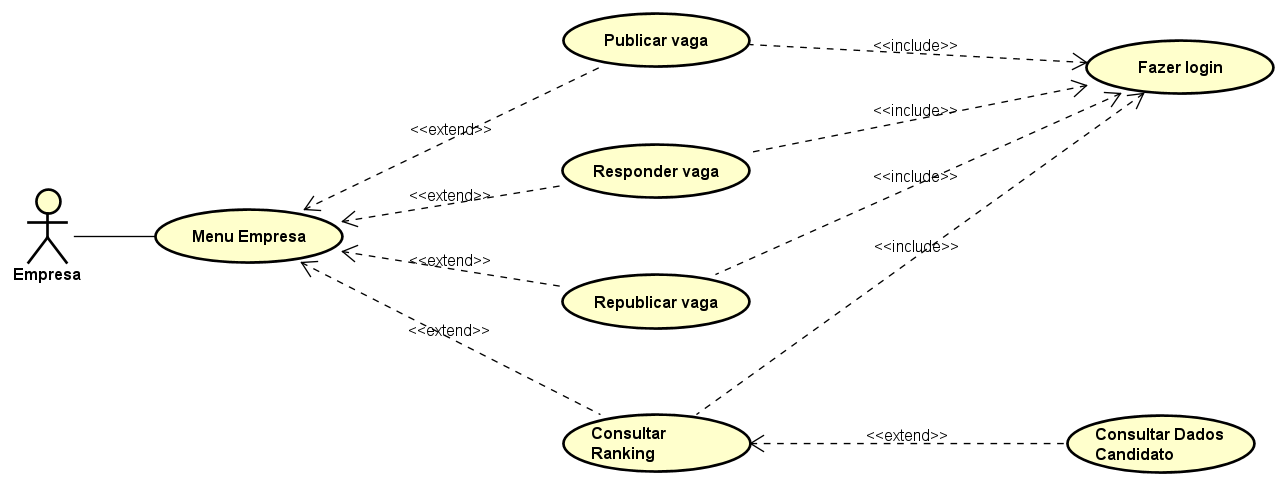 Publicar vaga
<<include>>
Fazer login
<<extend>>
<<include>>
Responder vaga
<<extend>>
<<include>>
Menu Empresa
Empresa
<<include>>
<<extend>>
Republicar vaga
<<extend>>
Consultar
Ranking
<<extend>>
Consultar Dados
Candidato